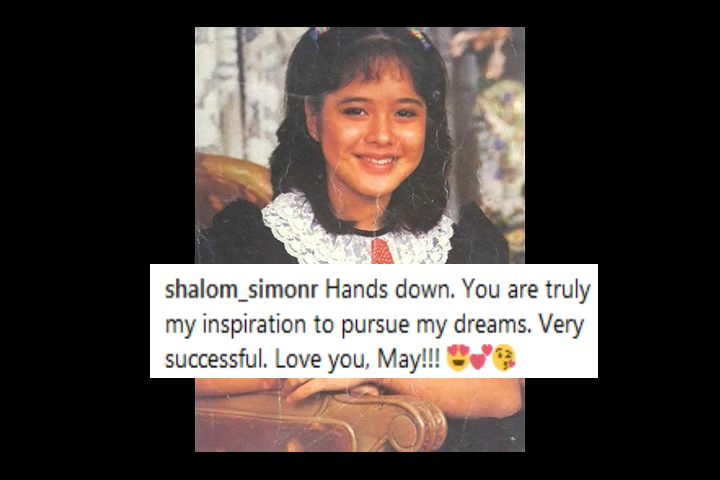 shalom_simonr Hands down. You are truly
my inspiration to pursue my dreams. Very
successful. Love you, May!!! 😍💕😘